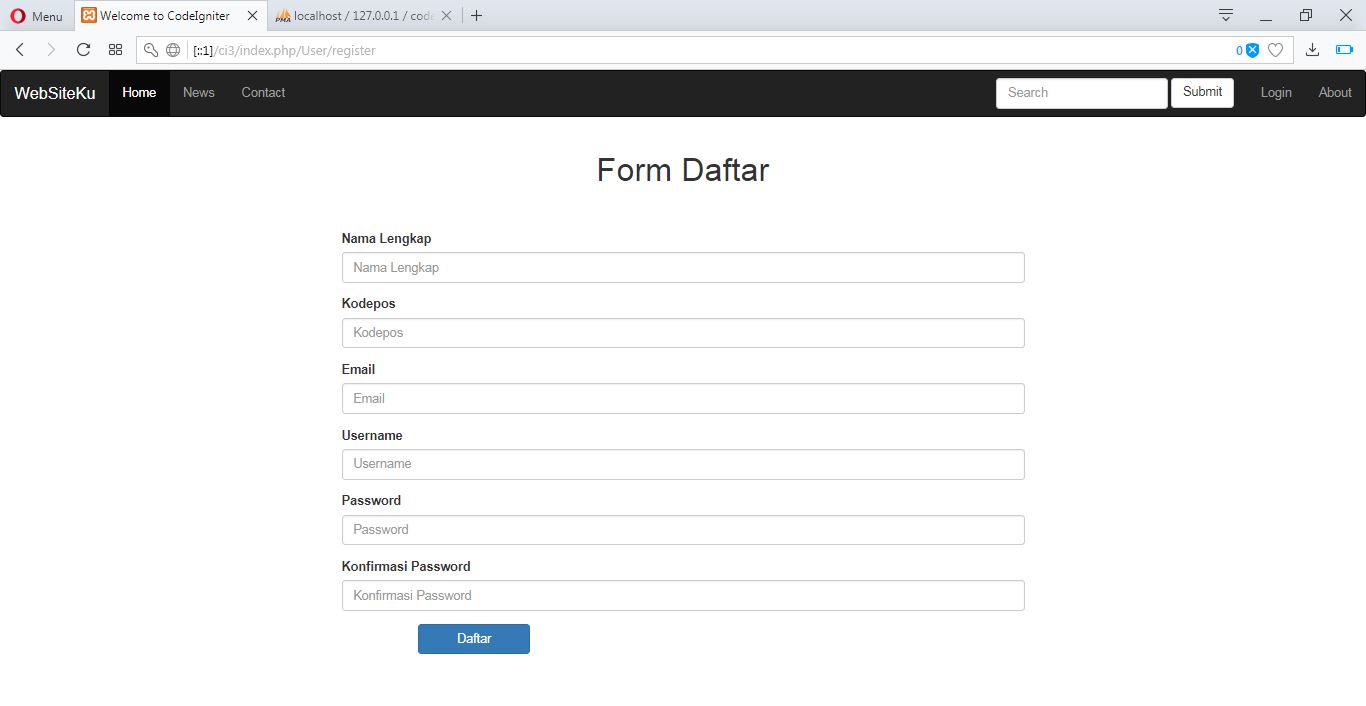 Menu Welcome to CodeIgniter localhost / 127.0.0.1 / code
[::1]/ci3/index.php/User/register 0
WebSiteKu Home News Contact Search Submit Login About
Form Daftar
Nama Lengkap
Nama Lengkap
Kodepos
Kodepos
Email
Email
Username
Username
Password
Password
Konfirmasi Password
Konfirmasi Password
Daftar